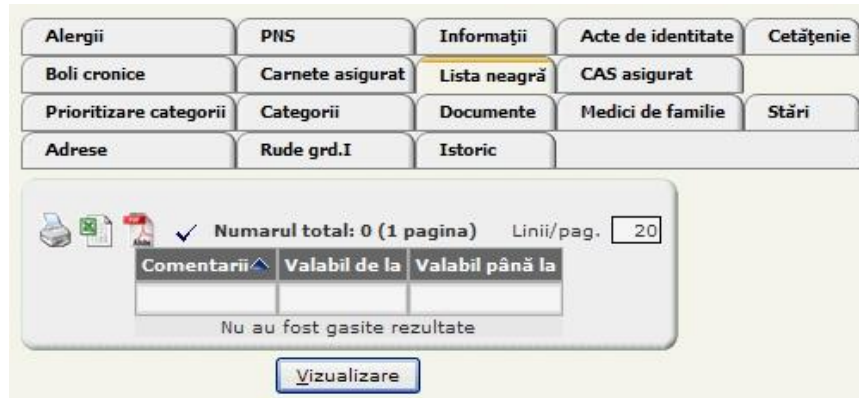 Alergii PNS Informaţii Acte de identitate Cetăţenie
Boli cronice Carnete asigurat Lista neagră CAS asigurat
Prioritizare categorii Categorii Documente Medici de familie Stări
Adrese Rude grd.I Istoric
Numarul total: 0 (1 pagina) Linii/pag. 20
Comentarii Valabil de la Valabil până la
Nu au fost gasite rezultate
Vizualizare